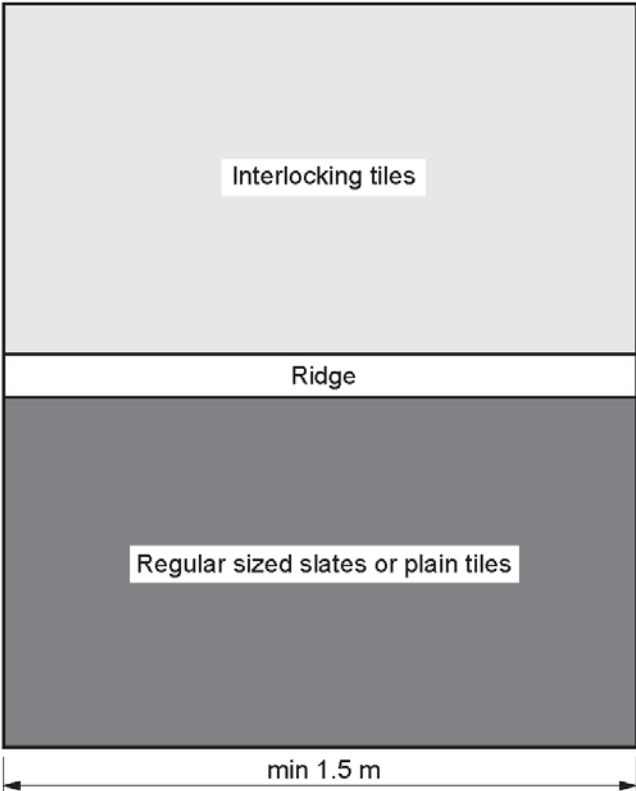 Interlocking tiles
Ridge
Regular sized slates or plain tiles
min 1.5 m